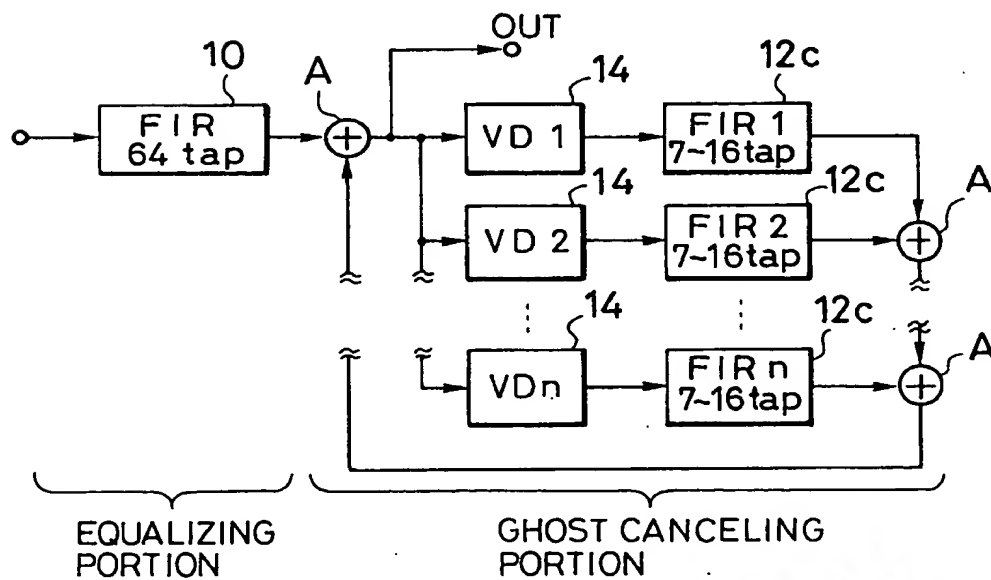 OUT
10
A
14
12c
FIR
64 tap
VD 1
FIR 1
7~16tap
14
12c
A
VD 2
FIR 2
7~16tap
14
12c
A
VDn
FIR n
7~16tap
EQUALIZING
PORTION
GHOST CANCELING
PORTION